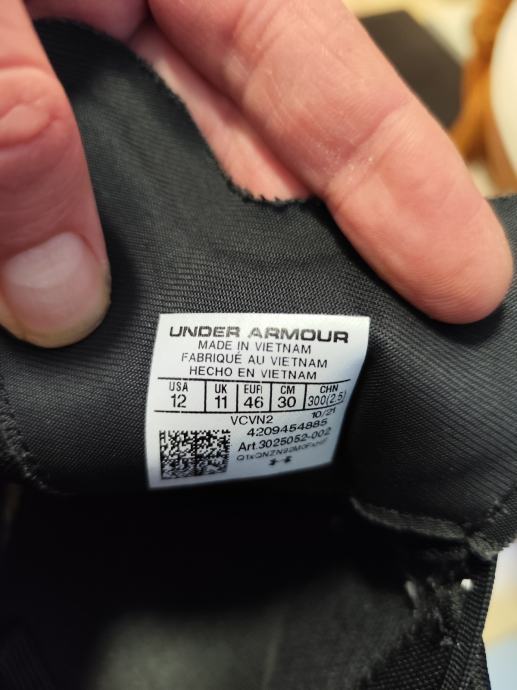 UNDER ARMOUR
MADE IN VIETNAM
FABRIQUÉ AU VIETNAM
HECHO EN VIETNAM
USA UK EUR CM CHN
12 11 46 30 300(2.5)
VCVN2 10/21
4209454885
Art.3025052-002